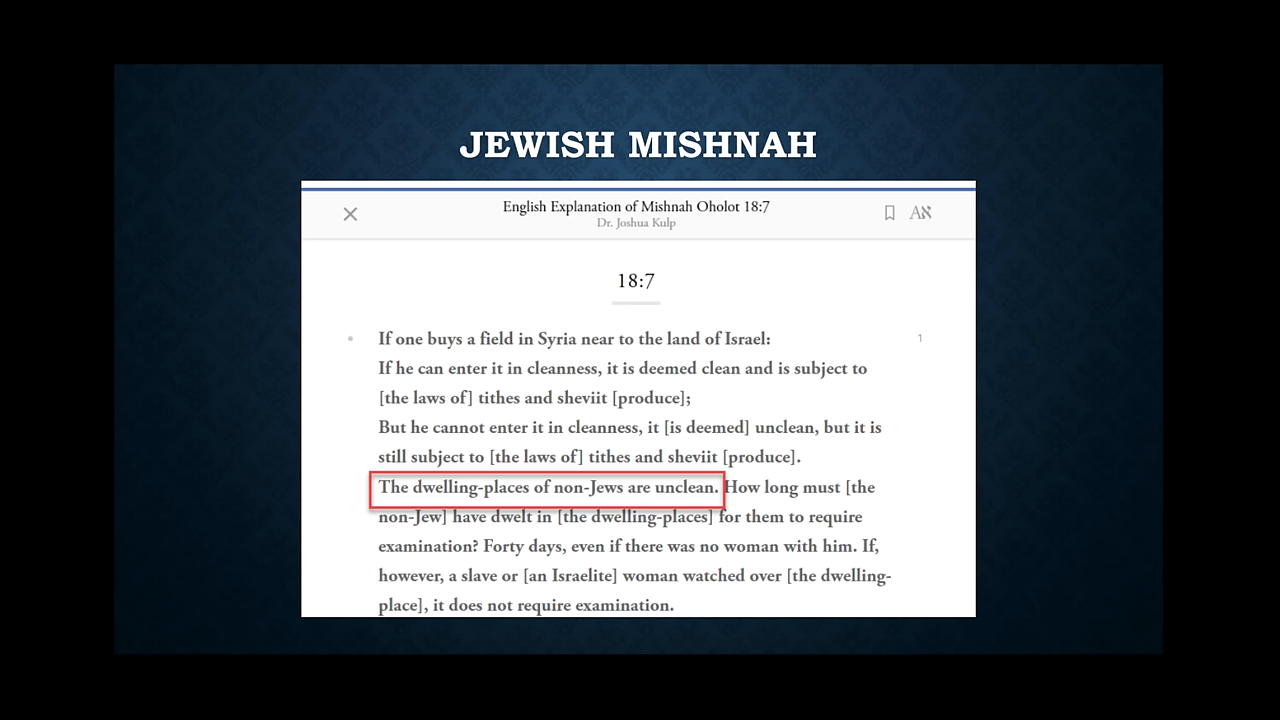 JEWISH MISHNAH
English Explanation of Mishnah Oholot 18:7
Dr. Joshua Kulp
Aא
18:7
If one buys a field in Syria near to the land of Israel: 1
If he can enter it in cleanness, it is deemed clean and is subject to
[the laws of] tithes and sheviit [produce];
But he cannot enter it in cleanness, it [is deemed] unclean, but it is
still subject to [the laws of] tithes and sheviit [produce].
The dwelling-places of non-Jews are unclean. How long must [the
non-Jew] have dwelt in [the dwelling-places] for them to require
examination? Forty days, even if there was no woman with him. If,
however, a slave or [an Israelite] woman watched over [the dwelling-
place], it does not require examination.